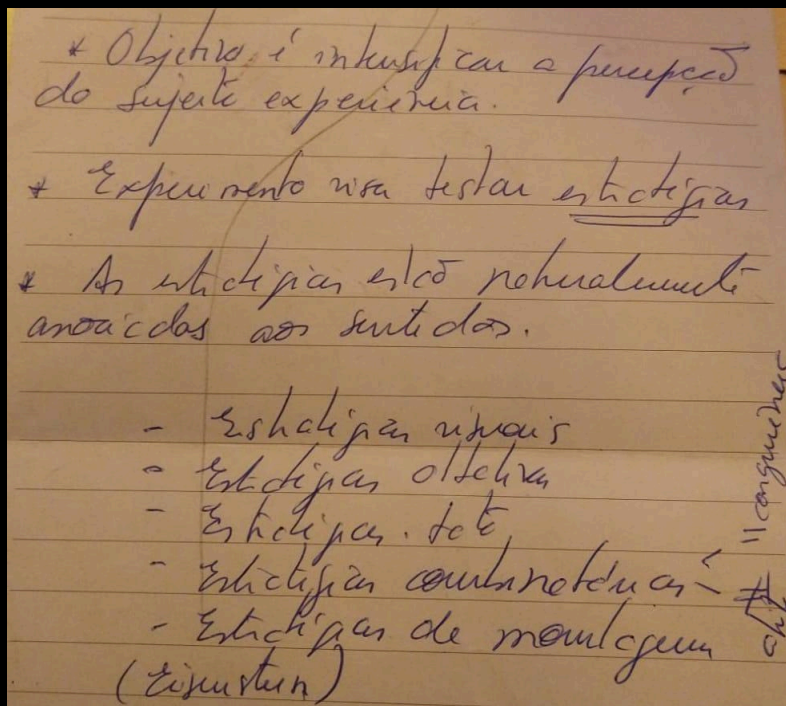 * Objetivo é intensificar a percepção
do sujeito experiência.
* Experimento visa testar estratégias
* As estratégias estão naturalmente
associadas aos sentidos.
- Estratégias visuais
- Estratégias olfativas
- Estratégias tato
- Estratégias combinatórias -
- Estratégias de montagem
(Eisenstein)